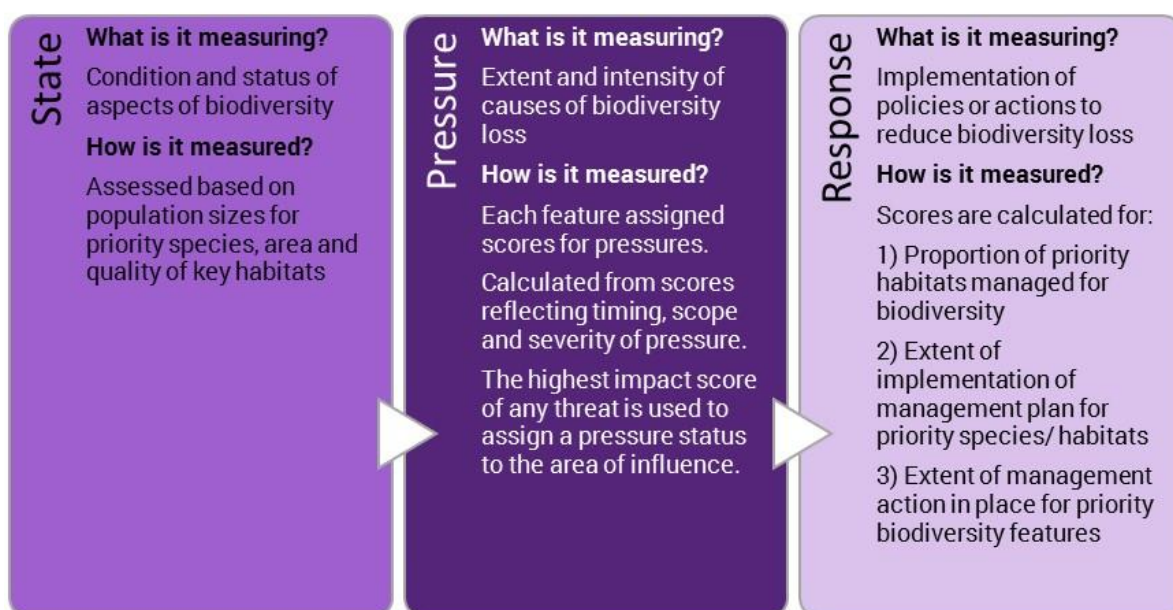 State
What is it measuring?
Condition and status of
aspects of biodiversity
How is it measured?
Assessed based on
population sizes for
priority species, area and
quality of key habitats
Pressure
What is it measuring?
Extent and intensity of
causes of biodiversity
loss
How is it measured?
Each feature assigned
scores for pressures.
Calculated from scores
reflecting timing, scope
and severity of pressure.
The highest impact score
of any threat is used to
assign a pressure status
to the area of influence.
Response
What is it measuring?
Implementation of
policies or actions to
reduce biodiversity loss
How is it measured?
Scores are calculated for:
1) Proportion of priority
habitats managed for
biodiversity
2) Extent of
implementation of
management plan for
priority species/ habitats
3) Extent of management
action in place for priority
biodiversity features